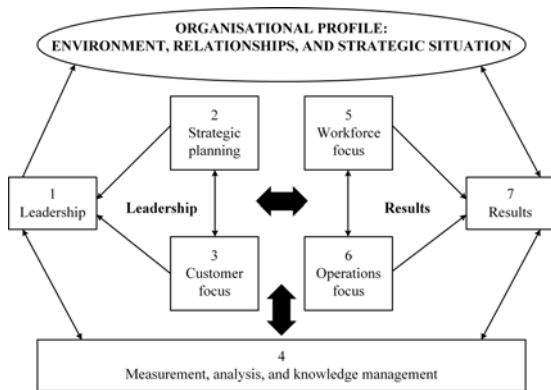 ORGANISATIONAL PROFILE:
ENVIRONMENT, RELATIONSHIPS, AND STRATEGIC SITUATION
2
Strategic
planning
5
Workforce
focus
1
Leadership
Leadership
Results
7
Results
3
Customer
focus
6
Operations
focus
4
Measurement, analysis, and knowledge management